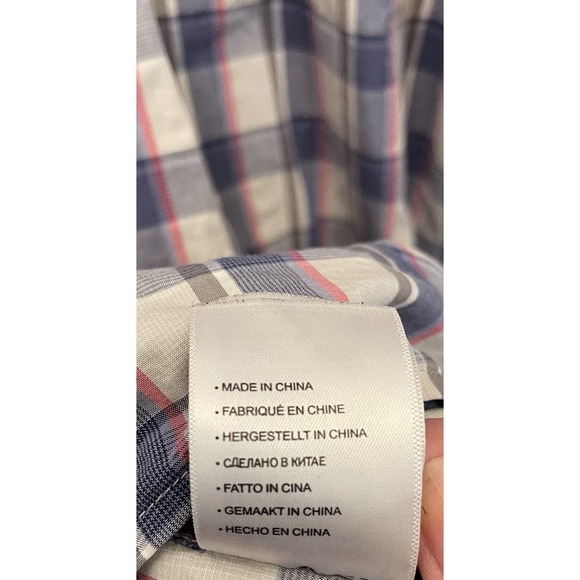 • MADE IN CHINA
• FABRIQUÉ EN CHINE
• HERGESTELLT IN CHINA
• СДЕЛАНО В КИТАЕ
• FATTO IN CINA
• GEMAAKT IN CHINA
• HECHO EN CHINA